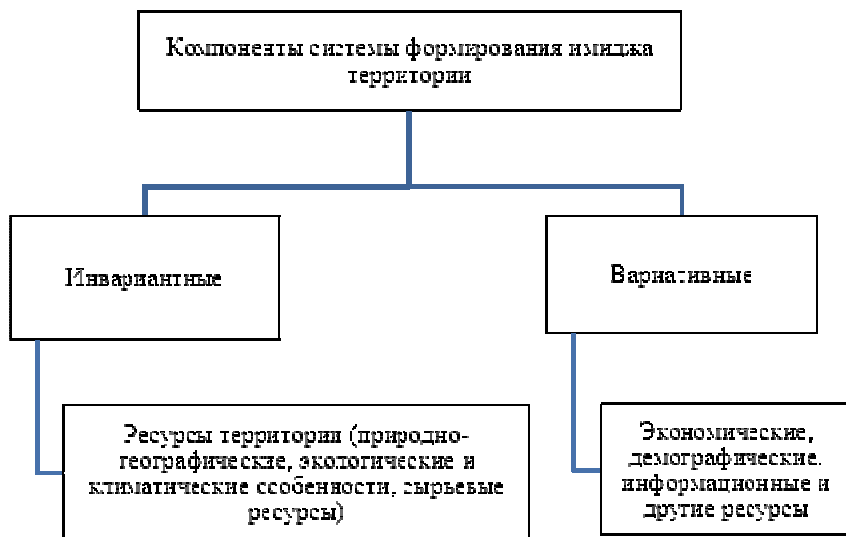 Компоненты системы формирования имиджа
территории
Инвариантные
Вариативные
Ресурсы территории (природно-
географические, экологические и
климатические особенности, сырьевые
ресурсы)
Экономические,
демографические,
информационные и
другие ресурсы